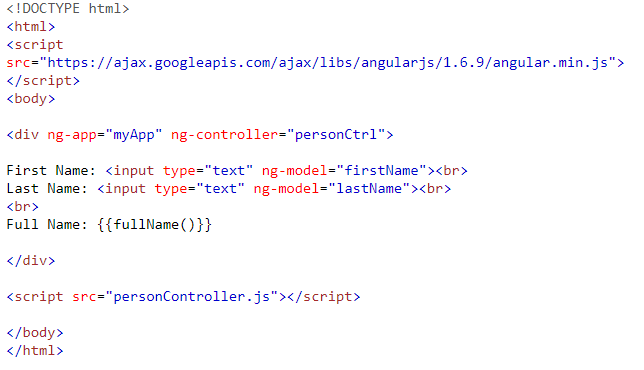 <!DOCTYPE html>
<html>
<script
src="https://ajax.googleapis.com/ajax/libs/angularjs/1.6.9/angular.min.js">
</script>
<body>
<div ng-app="myApp" ng-controller="personCtrl">
First Name: <input type="text" ng-model="firstName"><br>
Last Name: <input type="text" ng-model="lastName"><br>
<br>
Full Name: {{fullName()}}
</div>
<script src="personController.js"></script>
</body>
</html>